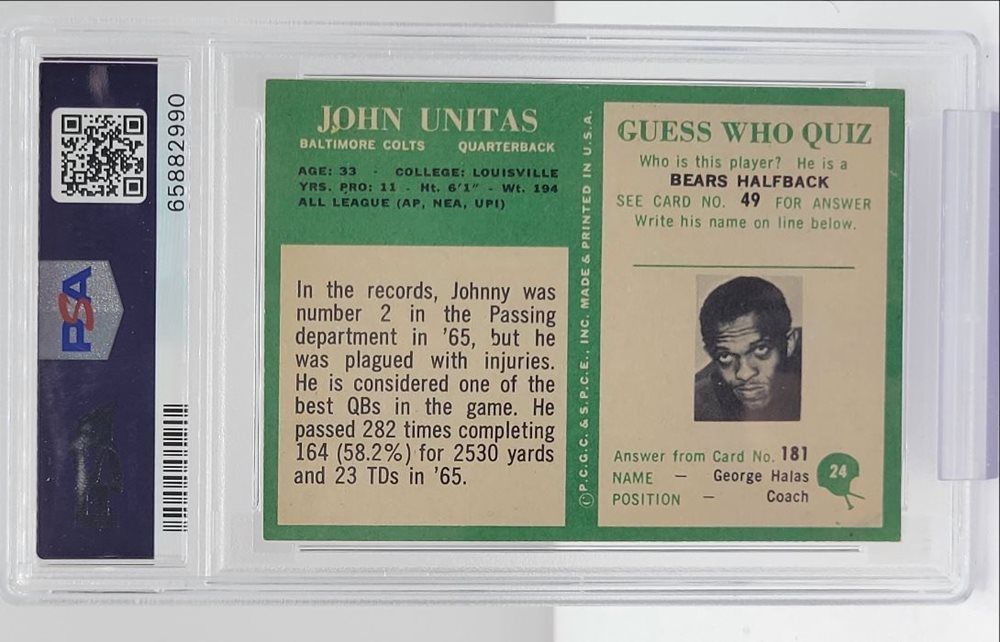 65882990
PSA
JOHN UNITAS
BALTIMORE COLTS QUARTERBACK
AGE: 33 - COLLEGE: LOUISVILLE
YRS. PRO: 11 - Ht. 6'1" - Wt. 194
ALL LEAGUE (AP, NEA, UPI)
In the records, Johnny was
number 2 in the Passing
department in '65, but he
was plagued with injuries.
He is considered one of the
best QBs in the game. He
passed 282 times completing
164 (58.2%) for 2530 yards
and 23 TDs in '65.
©P.C.G.C. & S.P.C.E., INC. MADE & PRINTED IN U.S.A.
GUESS WHO QUIZ
Who is this player? He is a
BEARS HALFBACK
SEE CARD NO. 49 FOR ANSWER
Write his name on line below.
Answer from Card No. 181
NAME — George Halas
POSITION — Coach
24